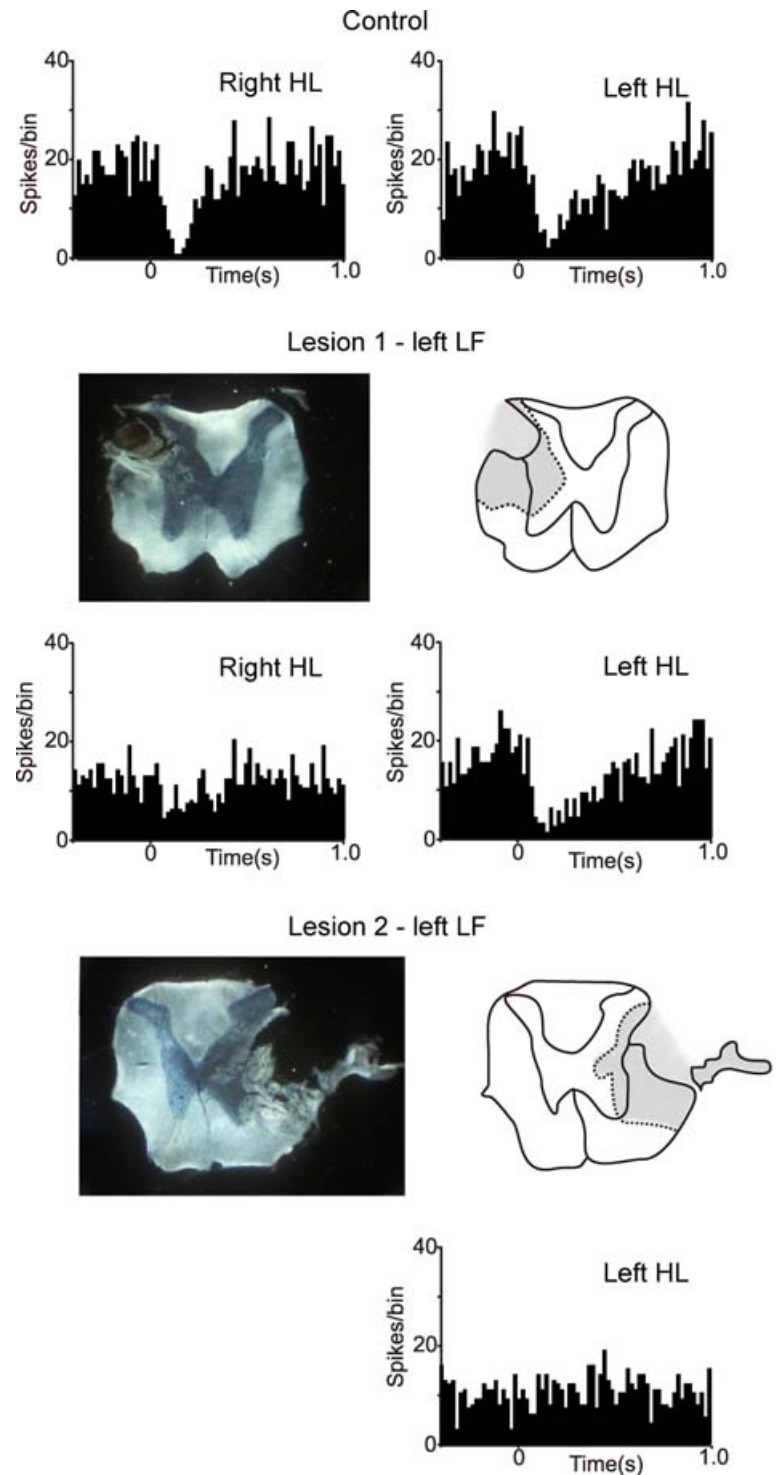 Control
40
20
0
Spikes/bin
Right HL
0
Time(s)
1.0
40
20
0
Spikes/bin
Left HL
0
Time(s)
1.0
Lesion 1 - left LF
40
20
0
Spikes/bin
Right HL
0
Time(s)
1.0
40
20
0
Spikes/bin
Left HL
0
Time(s)
1.0
Lesion 2 - left LF
40
20
0
Spikes/bin
Left HL
0
Time(s)
1.0